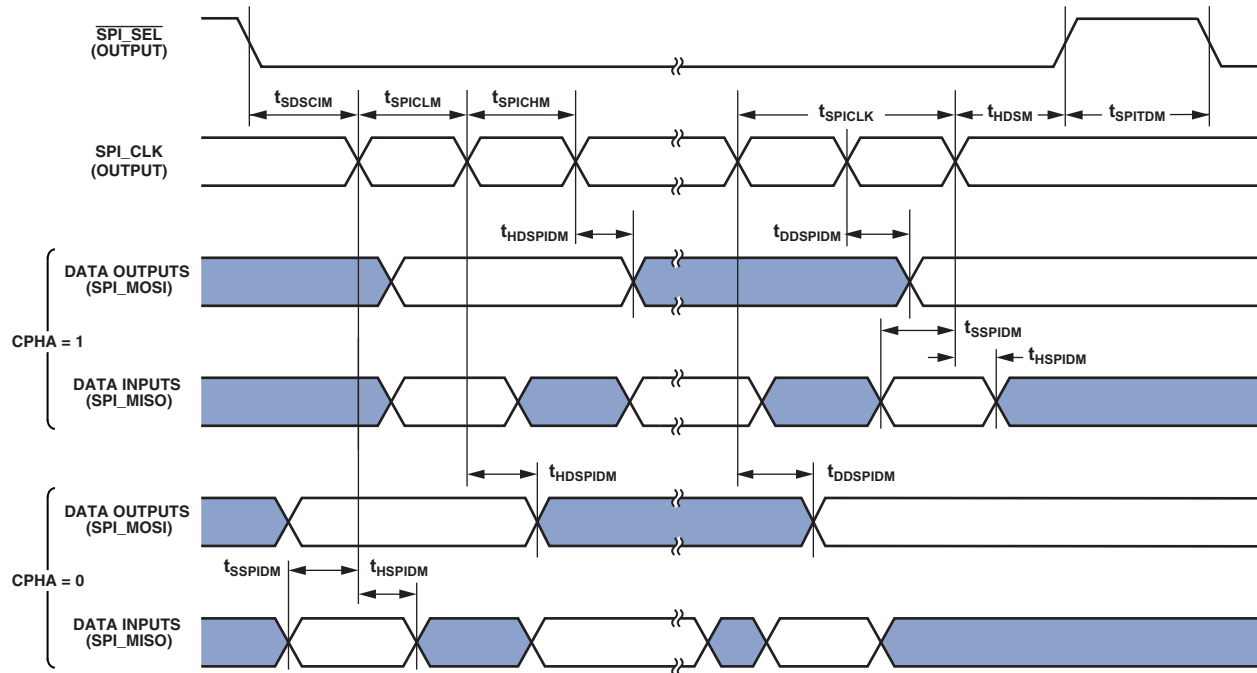 SPI_SEL
(OUTPUT)
tSDSCIM
tSPICLM
tSPICHM
tSPICLK
tHDSM
tSPITDM
SPI_CLK
(OUTPUT)
tHDSPIDM
tDDSPIDM
DATA OUTPUTS
(SPI_MOSI)
CPHA = 1
tSSPIDM
tHSPIDM
DATA INPUTS
(SPI_MISO)
tHDSPIDM
tDDSPIDM
DATA OUTPUTS
(SPI_MOSI)
CPHA = 0
tSSPIDM
tHSPIDM
DATA INPUTS
(SPI_MISO)